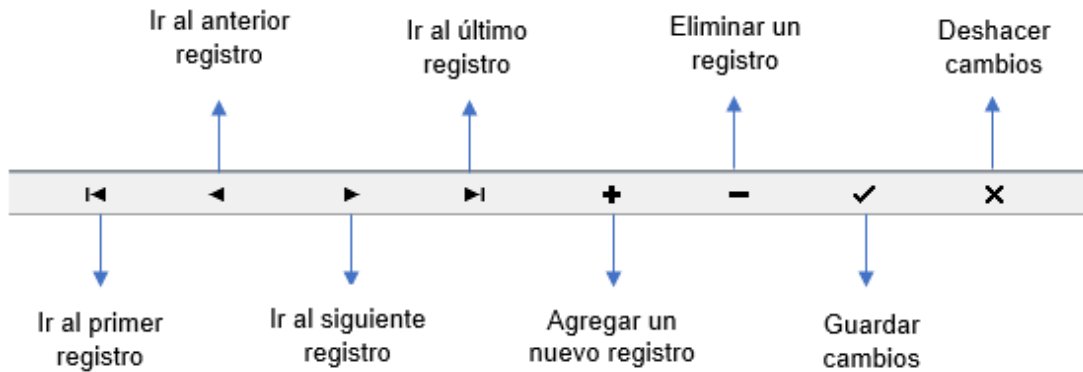 Ir al anterior
registro
Ir al último
registro
Eliminar un
registro
Deshacer
cambios
Ir al primer
registro
Ir al siguiente
registro
Agregar un
nuevo registro
Guardar
cambios